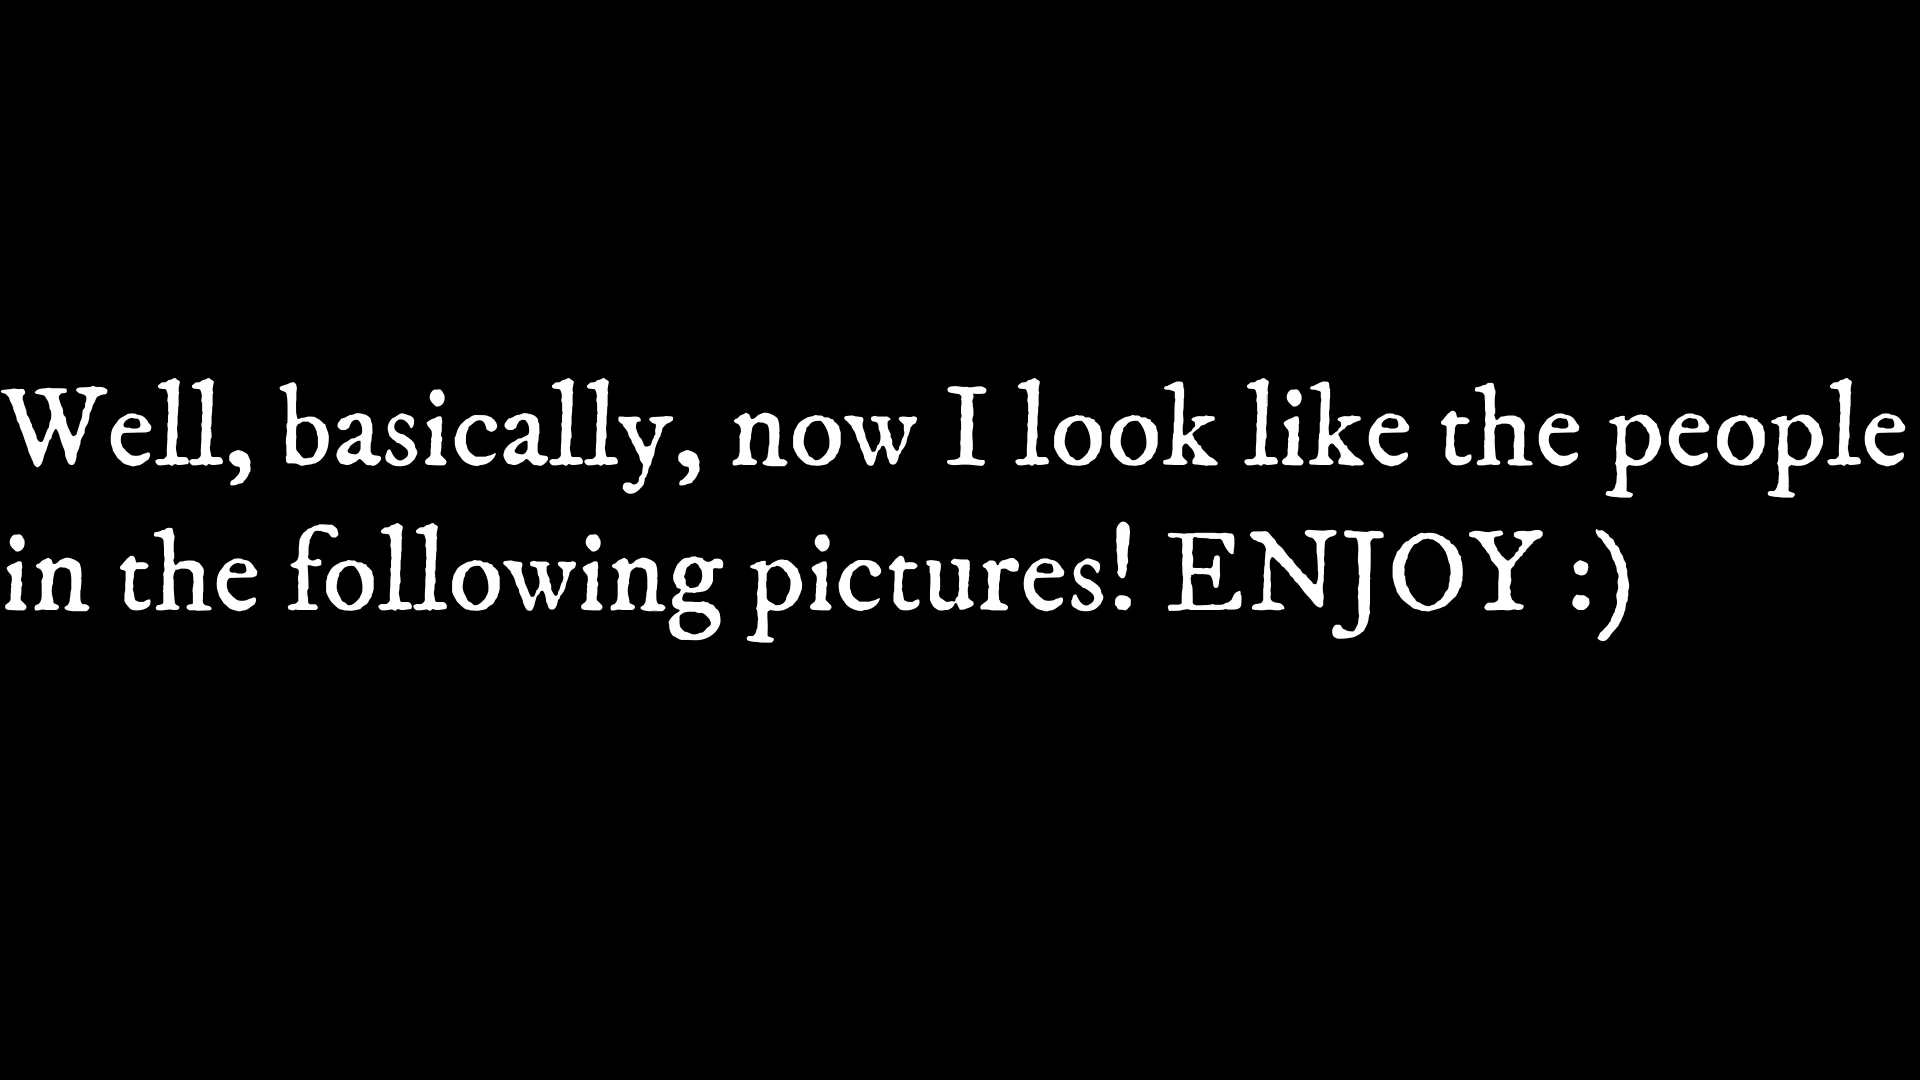 Well, basically, now I look like the people
in the following pictures! ENJOY :)